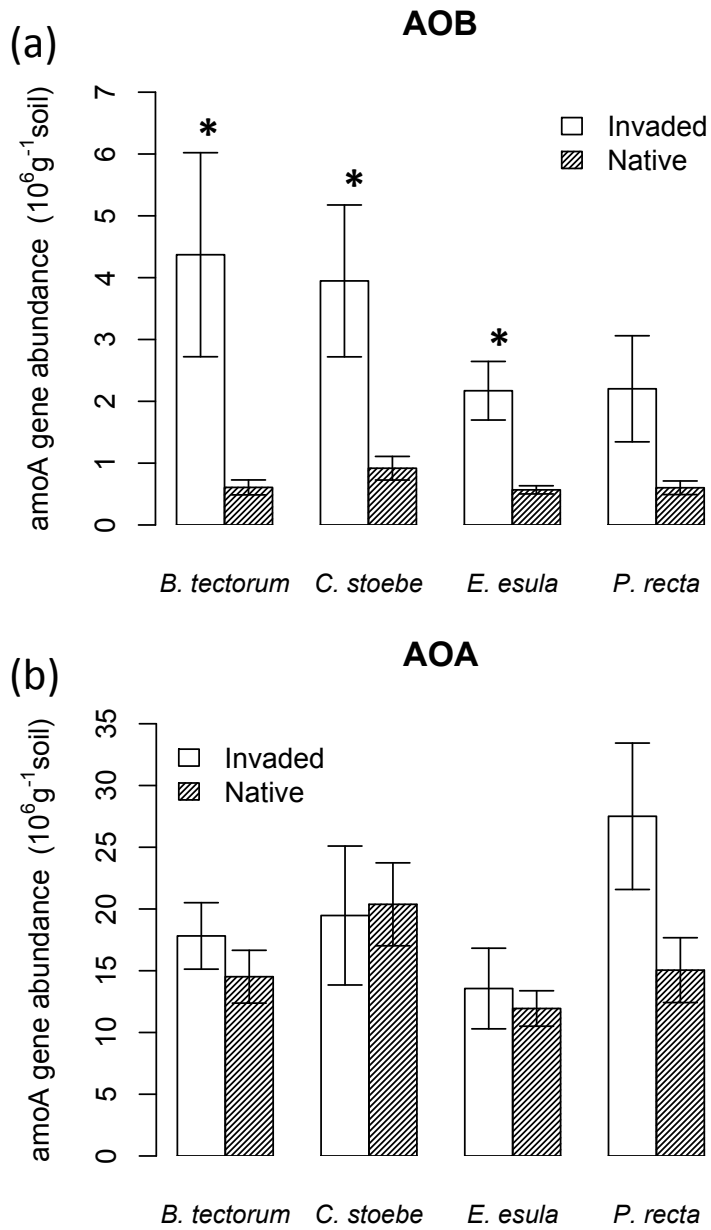 AOB
(a)
amoA gene abundance (10⁶g⁻¹soil)
7
6
5
4
3
2
1
0
*
*
*
Invaded
Native
B. tectorum C. stoebe E. esula P. recta
AOA
(b)
amoA gene abundance (10⁶g⁻¹soil)
35
30
25
20
15
10
5
0
Invaded
Native
B. tectorum C. stoebe E. esula P. recta